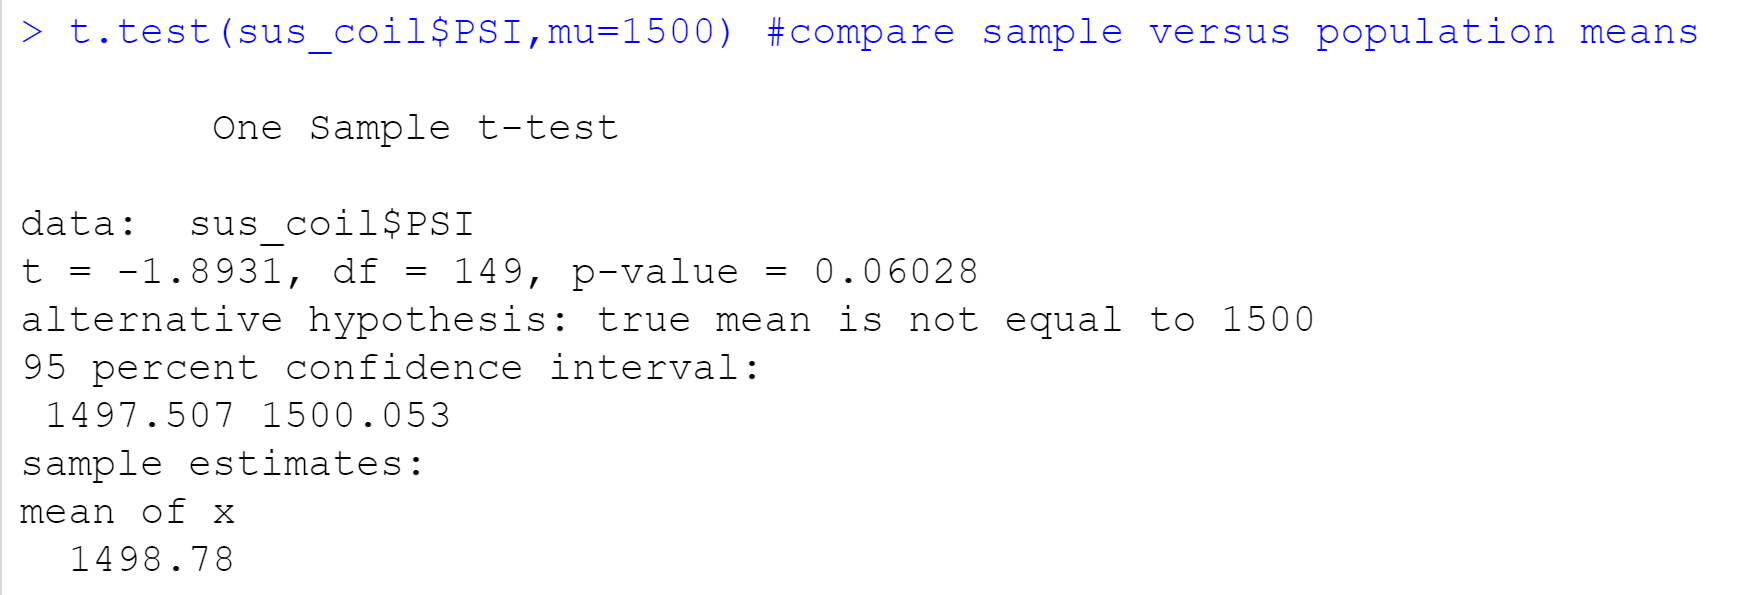 > t.test(sus_coil$PSI,mu=1500) #compare sample versus population means
One Sample t-test
data:  sus_coil$PSI
t = -1.8931, df = 149, p-value = 0.06028
alternative hypothesis: true mean is not equal to 1500
95 percent confidence interval:
1497.507 1500.053
sample estimates:
mean of x
1498.78